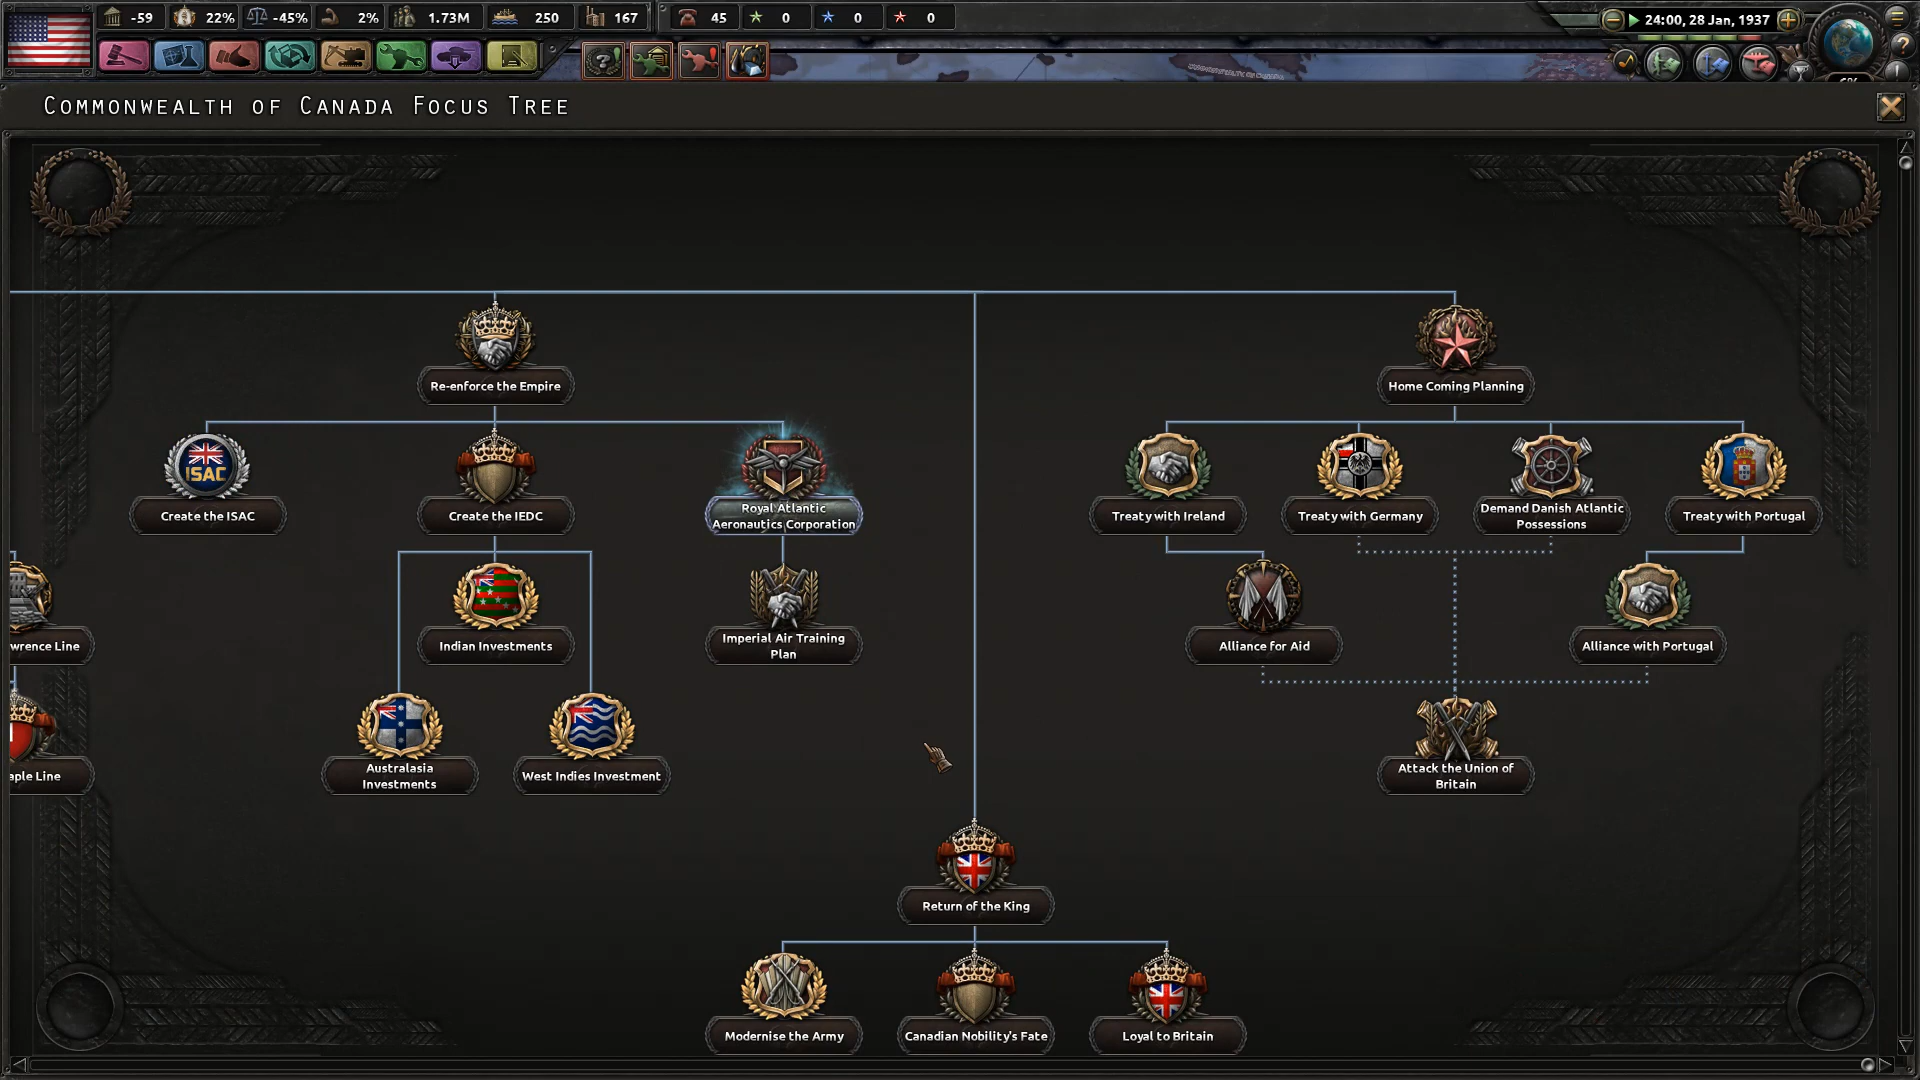 -59 22% -45% 2% 1.73M 250 167 45 0 0 0 24:00, 28 Jan, 1937
Commonwealth of Canada Focus Tree
Re-enforce the Empire
Home Coming Planning
ISAC
Create the ISAC
Create the IEDC
Royal Atlantic
Aeronautics Corporation
Treaty with Ireland
Treaty with Germany
Demand Danish Atlantic
Possessions
Treaty with Portugal
wrence Line
Indian Investments
Imperial Air Training
Plan
Alliance for Aid
Alliance with Portugal
aple Line
Australasia
Investments
West Indies Investment
Attack the Union of
Britain
Return of the King
Modernise the Army
Canadian Nobility's Fate
Loyal to Britain